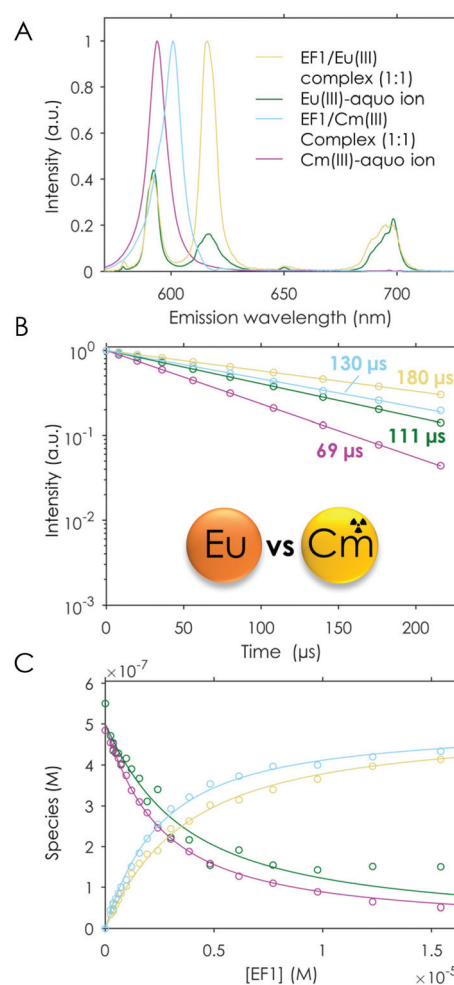 A
1
0.8
0.6
0.4
0.2
0
Intensity (a.u.)
EF1/Eu(III)
complex (1:1)
Eu(III)-aquo ion
EF1/Cm(III)
Complex (1:1)
Cm(III)-aquo ion
600
650
700
Emission wavelength (nm)
B
10⁰
10⁻¹
10⁻²
10⁻³
Intensity (a.u.)
130 µs
180 µs
111 µs
69 µs
Eu vs Cm
0
50
100
150
200
Time (µs)
C
×10⁻⁷
6
5
4
3
2
1
0
Species (M)
0
0.5
1
1.5
[EF1] (M)
×10⁻⁵